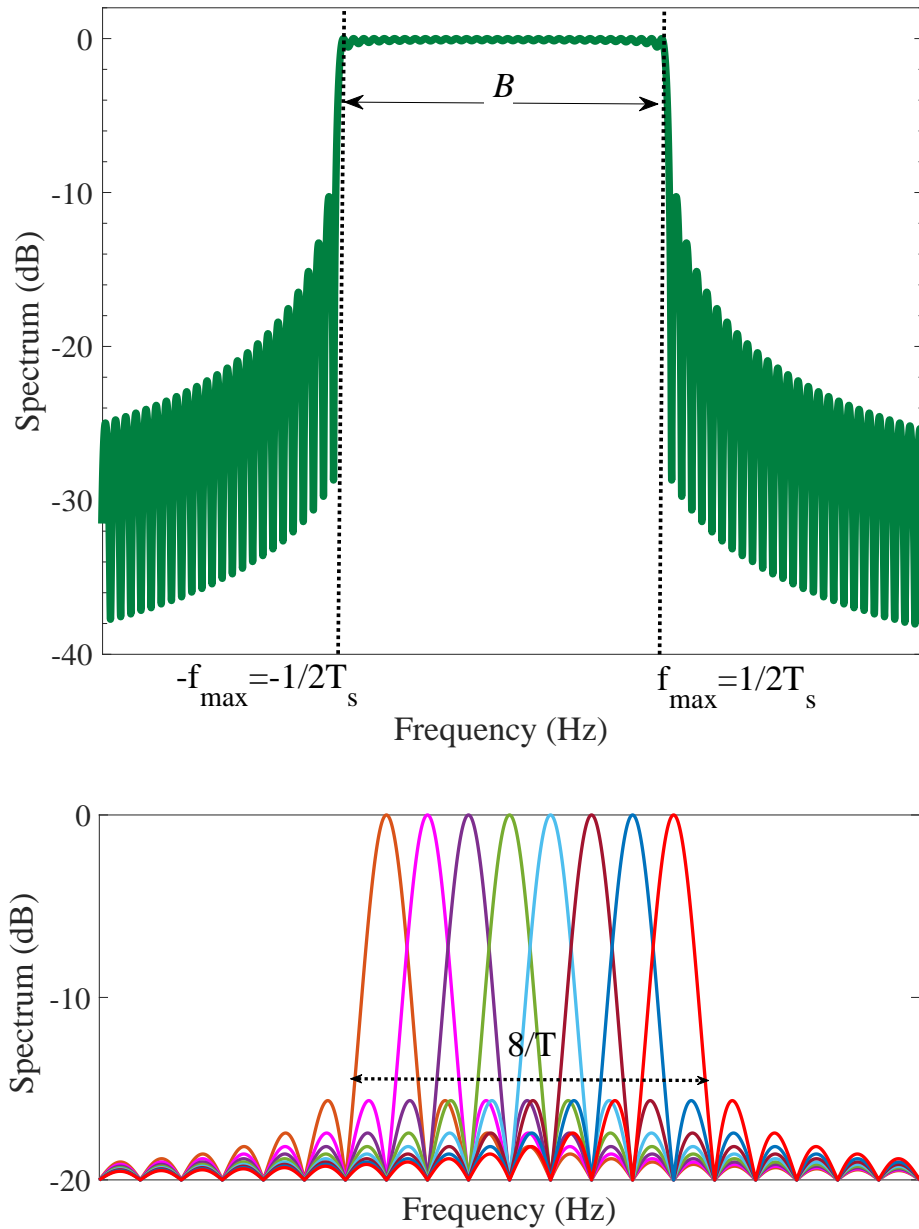 0
B
-10
Spectrum (dB)
-20
-30
-40
-f_max=-1/2T_s
f_max=1/2T_s
Frequency (Hz)
0
Spectrum (dB)
-10
8/T
-20
Frequency (Hz)